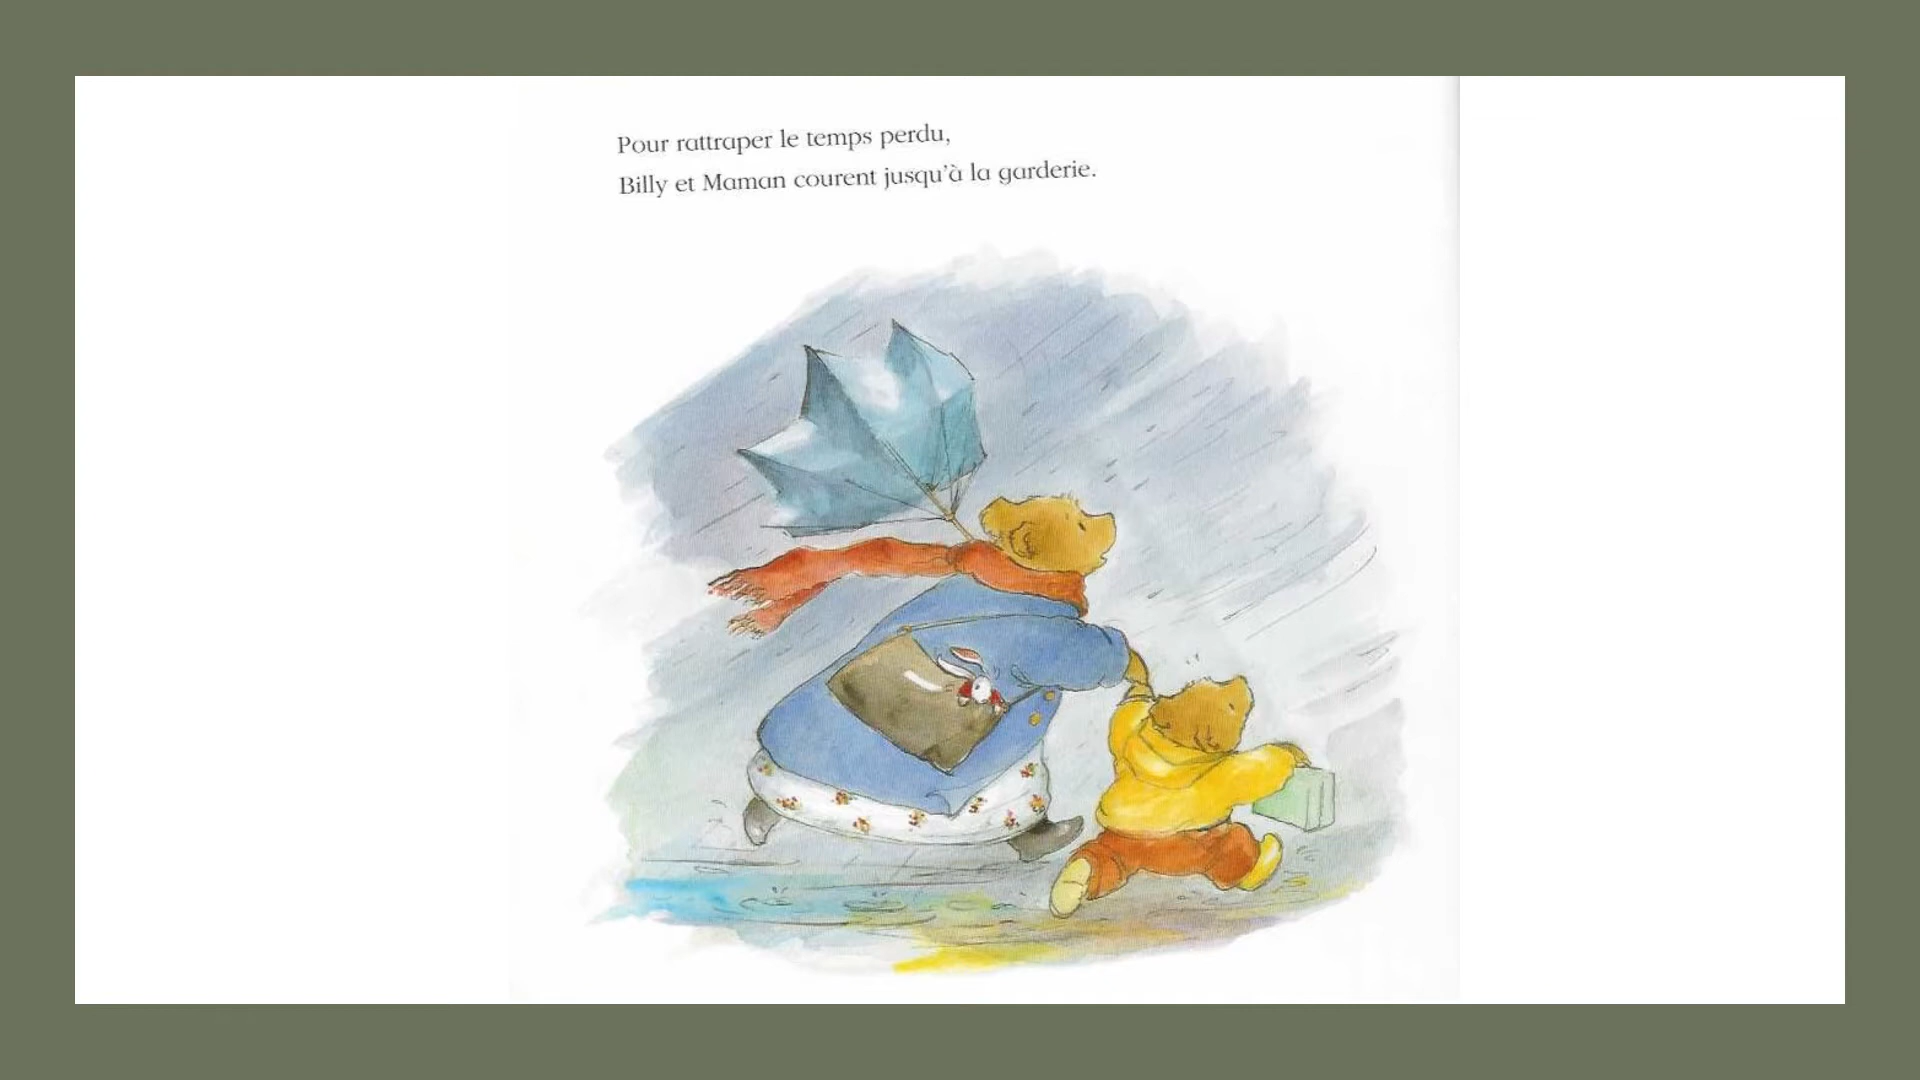 Pour rattraper le temps perdu,
Billy et Maman courent jusqu'à la garderie.